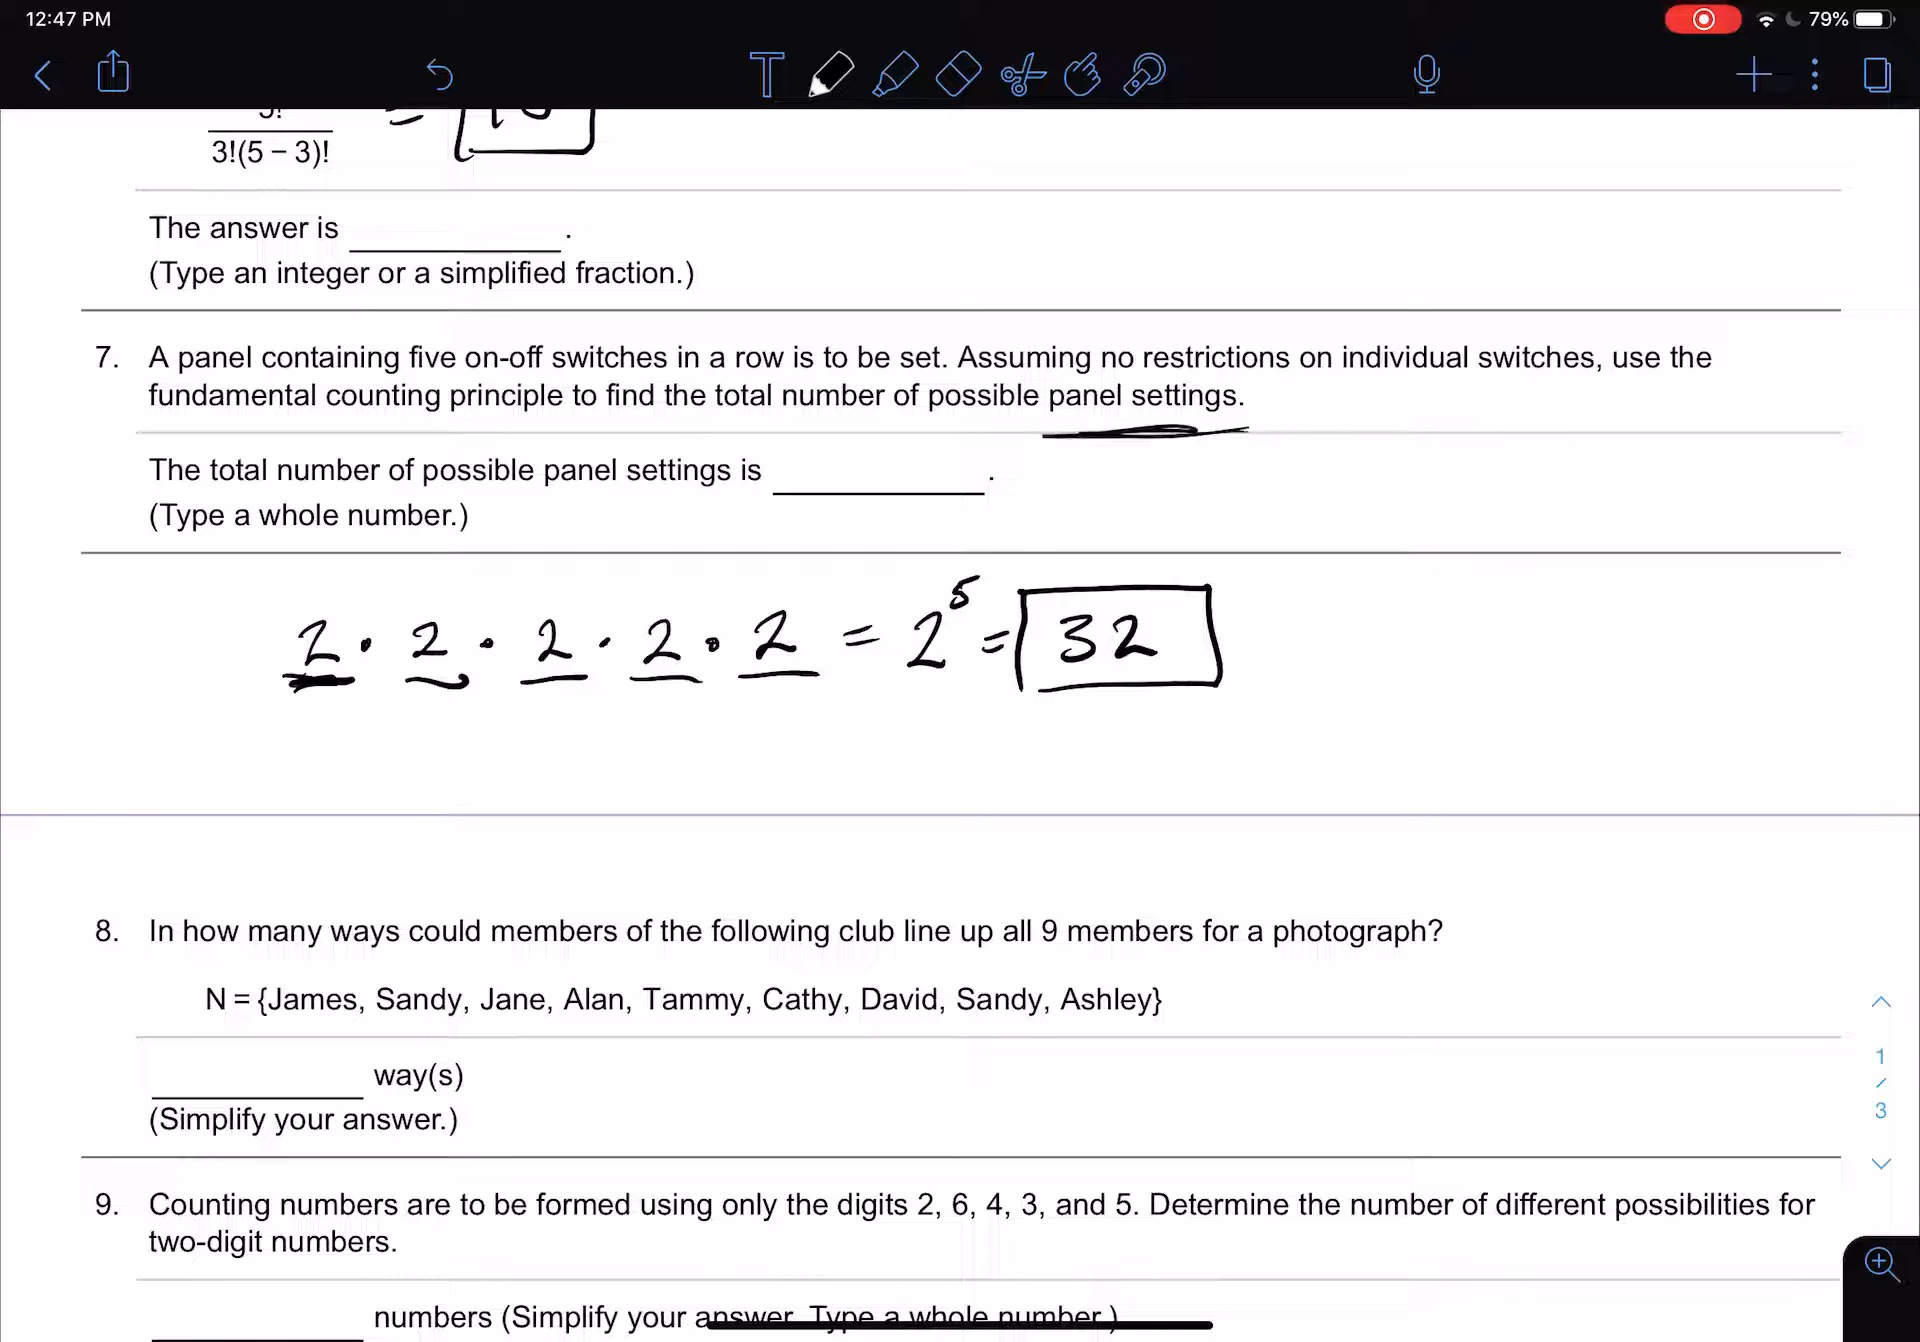 12:47 PM
79%
T
3!(5 – 3)!
=
The answer is ____________.
(Type an integer or a simplified fraction.)
7. A panel containing five on-off switches in a row is to be set. Assuming no restrictions on individual switches, use the
fundamental counting principle to find the total number of possible panel settings.
The total number of possible panel settings is ____________.
(Type a whole number.)
2 · 2 · 2 · 2 · 2 = 2⁵ = 32
8. In how many ways could members of the following club line up all 9 members for a photograph?
N = {James, Sandy, Jane, Alan, Tammy, Cathy, David, Sandy, Ashley}
____________ way(s)
(Simplify your answer.)
1
/
3
9. Counting numbers are to be formed using only the digits 2, 6, 4, 3, and 5. Determine the number of different possibilities for
two-digit numbers.
____________ numbers (Simplify your answer. Type a whole number.)